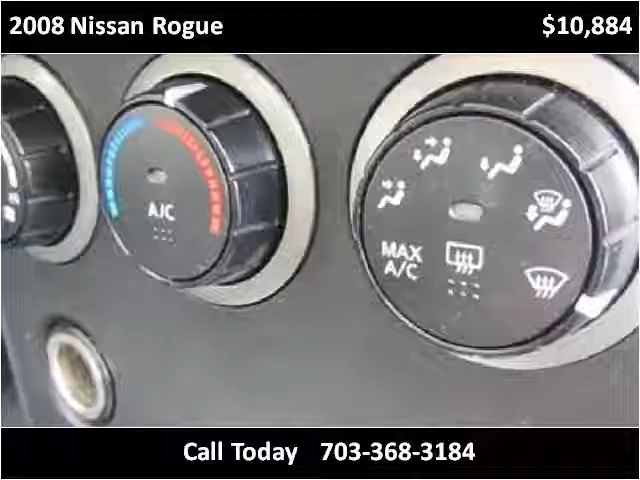 2008 Nissan Rogue $10,884
A/C
MAX
A/C
Call Today 703-368-3184